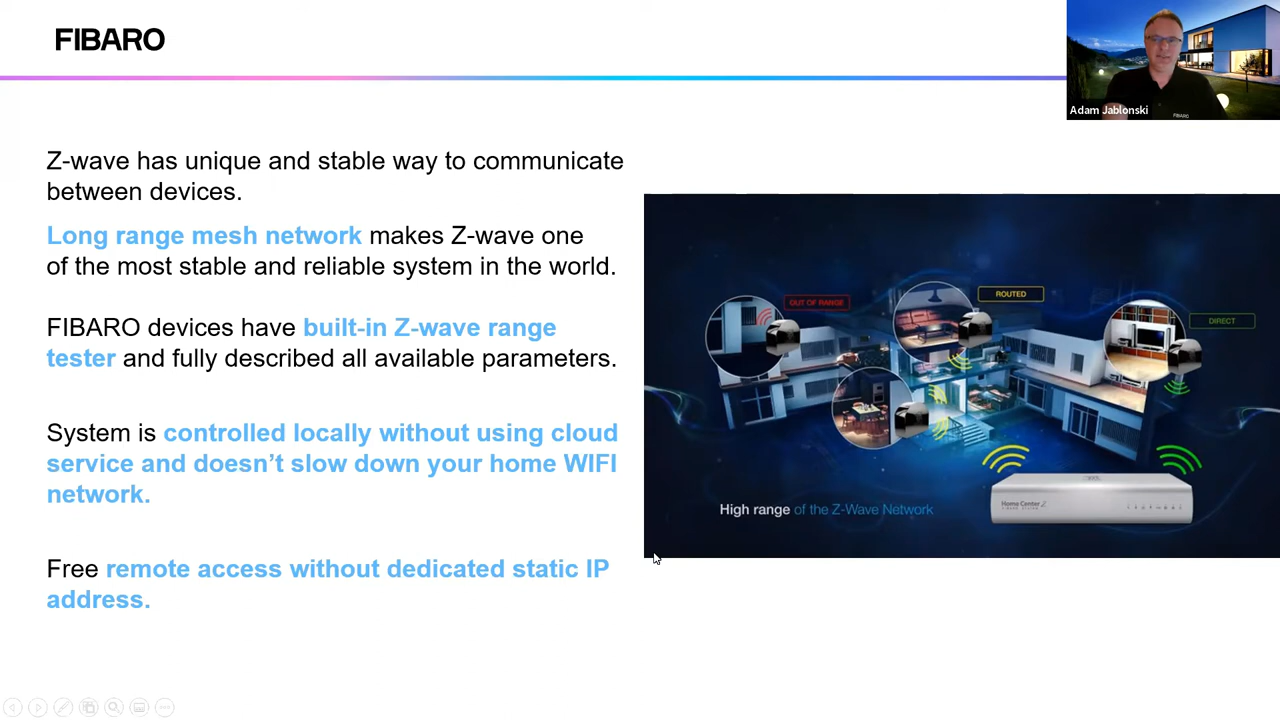 FIBARO
Adam Jablonski
FIBARO
Z-wave has unique and stable way to communicate
between devices.
Long range mesh network makes Z-wave one
of the most stable and reliable system in the world.
FIBARO devices have built-in Z-wave range
tester and fully described all available parameters.
System is controlled locally without using cloud
service and doesn’t slow down your home WIFI
network.
Free remote access without dedicated static IP
address.
OUT OF RANGE
ROUTED
DIRECT
High range of the Z-Wave Network
Home Center 2